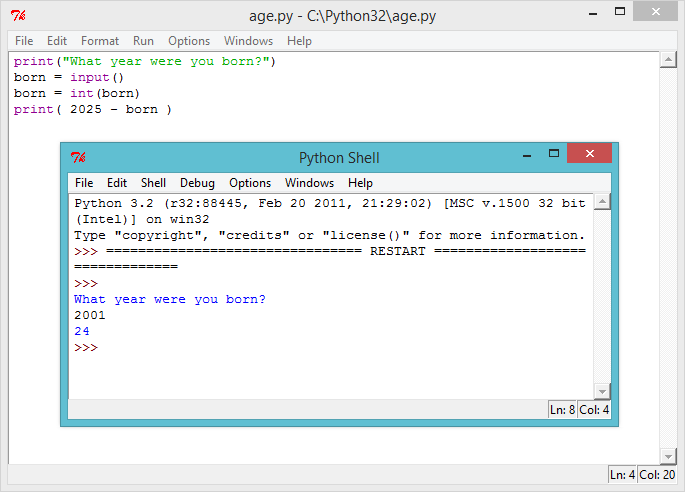 age.py - C:\Python32\age.py
File Edit Format Run Options Windows Help
print("What year were you born?")
born = input()
born = int(born)
print( 2025 - born )
Python Shell
File Edit Shell Debug Options Windows Help
Python 3.2 (r32:88445, Feb 20 2011, 21:29:02) [MSC v.1500 32 bit
(Intel)] on win32
Type "copyright", "credits" or "license()" for more information.
>>> ================================ RESTART ===================
=============
>>>
What year were you born?
2001
24
>>>
Ln: 8 Col: 4
Ln: 4 Col: 20